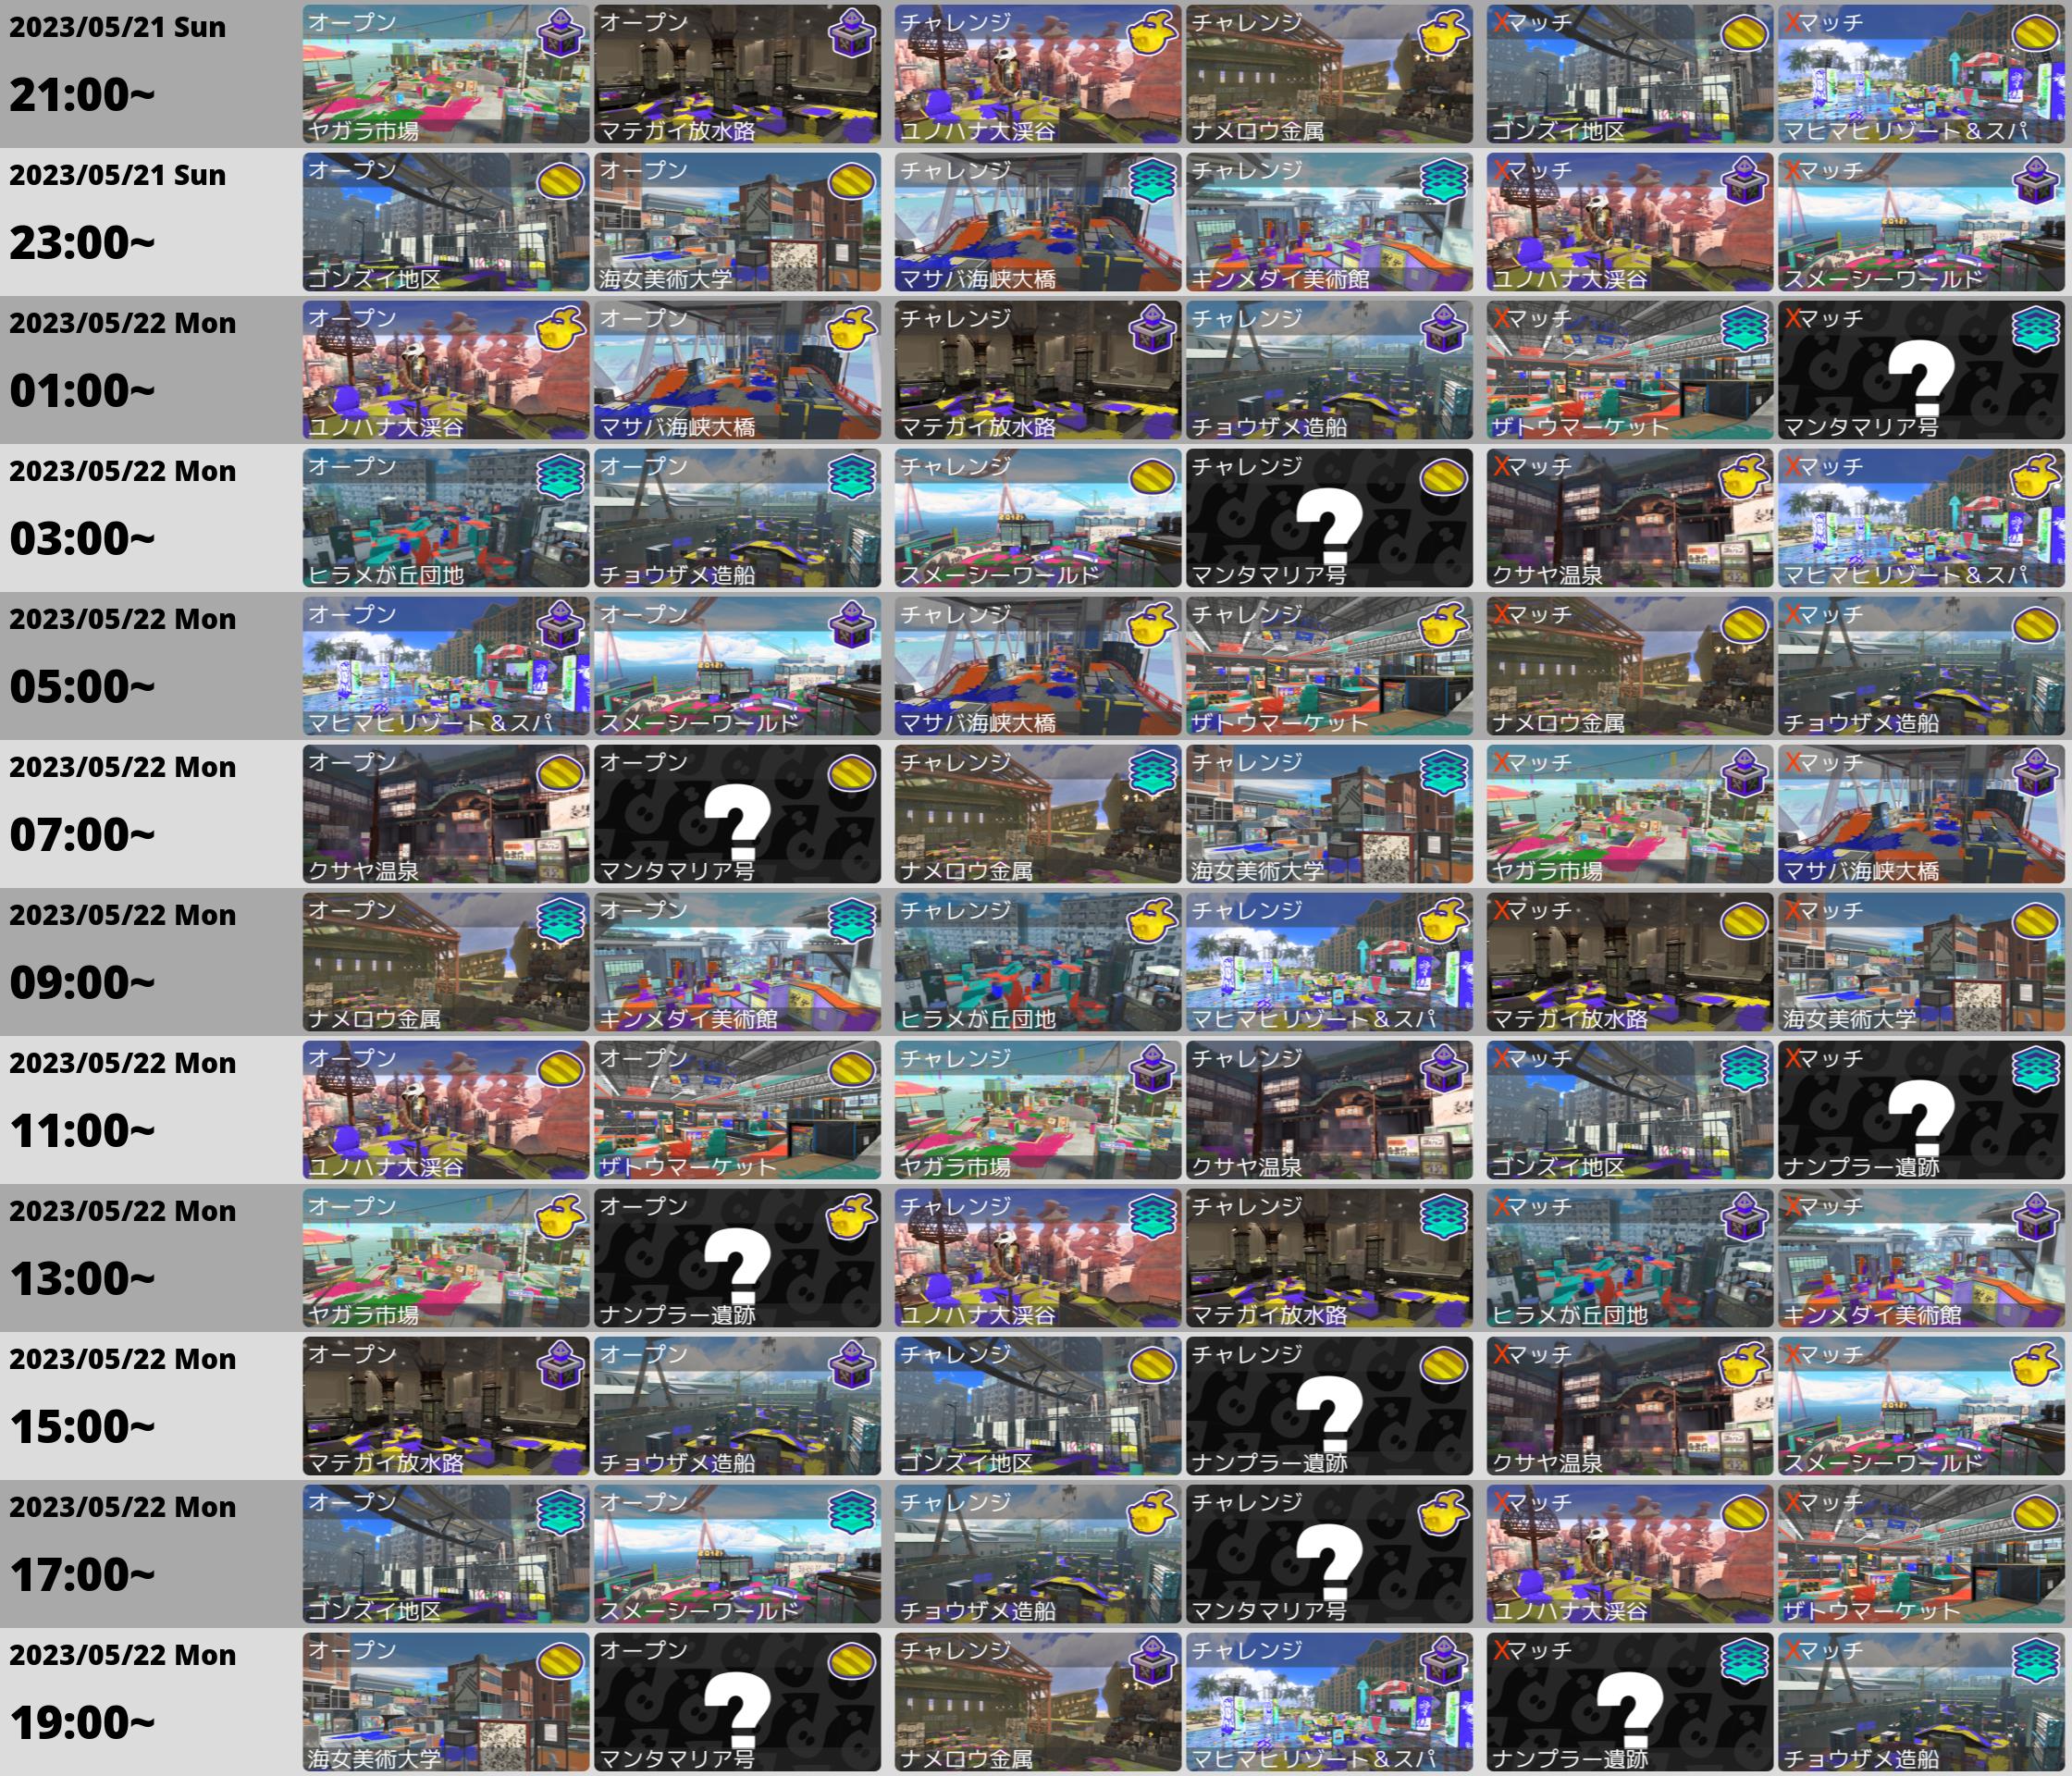 2023/05/21 Sun
21:00~
オープン
ヤガラ市場
オープン
マテガイ放水路
チャレンジ
ユノハナ大渓谷
チャレンジ
ナメロウ金属
Xマッチ
ゴンズイ地区
Xマッチ
マヒマヒリゾート＆スパ
2023/05/21 Sun
23:00~
オープン
ゴンズイ地区
オープン
海女美術大学
チャレンジ
マサバ海峡大橋
チャレンジ
キンメダイ美術館
Xマッチ
ユノハナ大渓谷
Xマッチ
スメーシーワールド
2023/05/22 Mon
01:00~
オープン
ユノハナ大渓谷
オープン
マサバ海峡大橋
チャレンジ
マテガイ放水路
チャレンジ
チョウザメ造船
Xマッチ
ザトウマーケット
Xマッチ
?
マンタマリア号
2023/05/22 Mon
03:00~
オープン
ヒラメが丘団地
オープン
チョウザメ造船
チャレンジ
スメーシーワールド
チャレンジ
?
マンタマリア号
Xマッチ
クサヤ温泉
Xマッチ
マヒマヒリゾート＆スパ
2023/05/22 Mon
05:00~
オープン
マヒマヒリゾート＆スパ
オープン
スメーシーワールド
チャレンジ
マサバ海峡大橋
チャレンジ
ザトウマーケット
Xマッチ
ナメロウ金属
Xマッチ
チョウザメ造船
2023/05/22 Mon
07:00~
オープン
クサヤ温泉
オープン
?
マンタマリア号
チャレンジ
ナメロウ金属
チャレンジ
海女美術大学
Xマッチ
ヤガラ市場
Xマッチ
マサバ海峡大橋
2023/05/22 Mon
09:00~
オープン
ナメロウ金属
オープン
キンメダイ美術館
チャレンジ
ヒラメが丘団地
チャレンジ
マヒマヒリゾート＆スパ
Xマッチ
マテガイ放水路
Xマッチ
海女美術大学
2023/05/22 Mon
11:00~
オープン
ユノハナ大渓谷
オープン
ザトウマーケット
チャレンジ
ヤガラ市場
チャレンジ
クサヤ温泉
Xマッチ
ゴンズイ地区
Xマッチ
?
ナンプラー遺跡
2023/05/22 Mon
13:00~
オープン
ヤガラ市場
オープン
?
ナンプラー遺跡
チャレンジ
ユノハナ大渓谷
チャレンジ
マテガイ放水路
Xマッチ
ヒラメが丘団地
Xマッチ
キンメダイ美術館
2023/05/22 Mon
15:00~
オープン
マテガイ放水路
オープン
チョウザメ造船
チャレンジ
ゴンズイ地区
チャレンジ
?
ナンプラー遺跡
Xマッチ
クサヤ温泉
Xマッチ
スメーシーワールド
2023/05/22 Mon
17:00~
オープン
ゴンズイ地区
オープン
スメーシーワールド
チャレンジ
チョウザメ造船
チャレンジ
?
マンタマリア号
Xマッチ
ユノハナ大渓谷
Xマッチ
ザトウマーケット
2023/05/22 Mon
19:00~
オープン
海女美術大学
オープン
?
マンタマリア号
チャレンジ
ナメロウ金属
チャレンジ
マヒマヒリゾート＆スパ
Xマッチ
?
ナンプラー遺跡
Xマッチ
チョウザメ造船